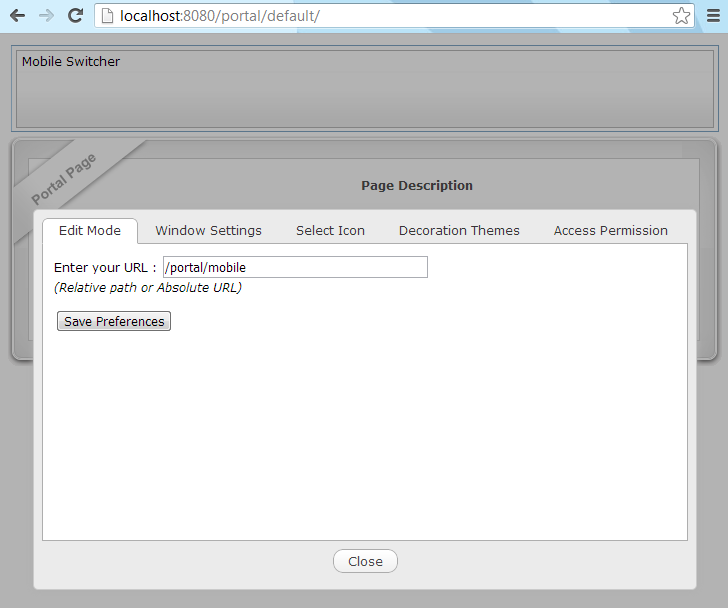 localhost:8080/portal/default/
Mobile Switcher
Portal Page
Page Description
Edit Mode Window Settings Select Icon Decoration Themes Access Permission
Enter your URL : /portal/mobile
(Relative path or Absolute URL)
Save Preferences
Close